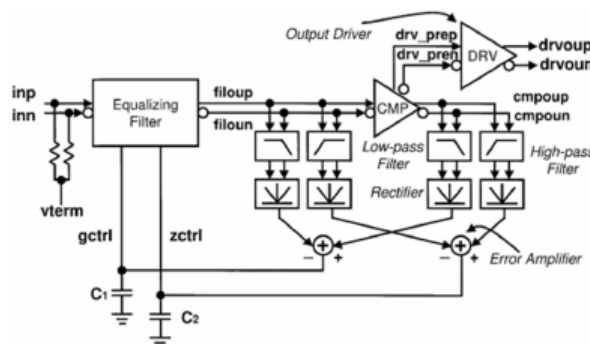 Output Driver
drv_prep
drv_pren
DRV
drvoup
drvoun
inp
inn
Equalizing
Filter
filoup
filoun
CMP
cmpoup
cmpoun
Low-pass
Filter
High-pass
Filter
Rectifier
vterm
gctrl
zctrl
− + − +
Error Amplifier
C1
C2